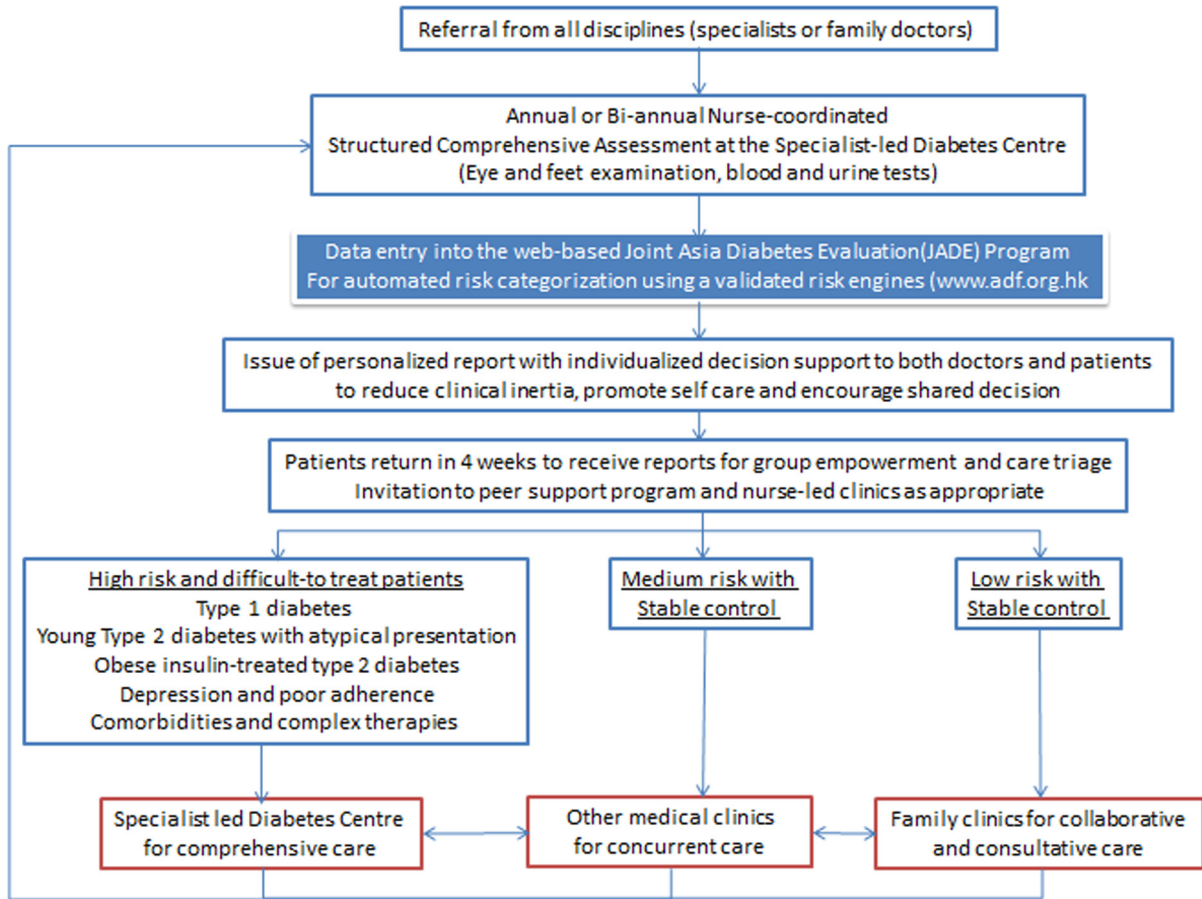 Referral from all disciplines (specialists or family doctors)
Annual or Bi-annual Nurse-coordinated
Structured Comprehensive Assessment at the Specialist-led Diabetes Centre
(Eye and feet examination, blood and urine tests)
Data entry into the web-based Joint Asia Diabetes Evaluation(JADE) Program
For automated risk categorization using a validated risk engines (www.adf.org.hk
Issue of personalized report with individualized decision support to both doctors and patients
to reduce clinical inertia, promote self care and encourage shared decision
Patients return in 4 weeks to receive reports for group empowerment and care triage
Invitation to peer support program and nurse-led clinics as appropriate
High risk and difficult-to treat patients
Type 1 diabetes
Young Type 2 diabetes with atypical presentation
Obese insulin-treated type 2 diabetes
Depression and poor adherence
Comorbidities and complex therapies
Medium risk with
Stable control
Low risk with
Stable control
Specialist led Diabetes Centre
for comprehensive care
Other medical clinics
for concurrent care
Family clinics for collaborative
and consultative care